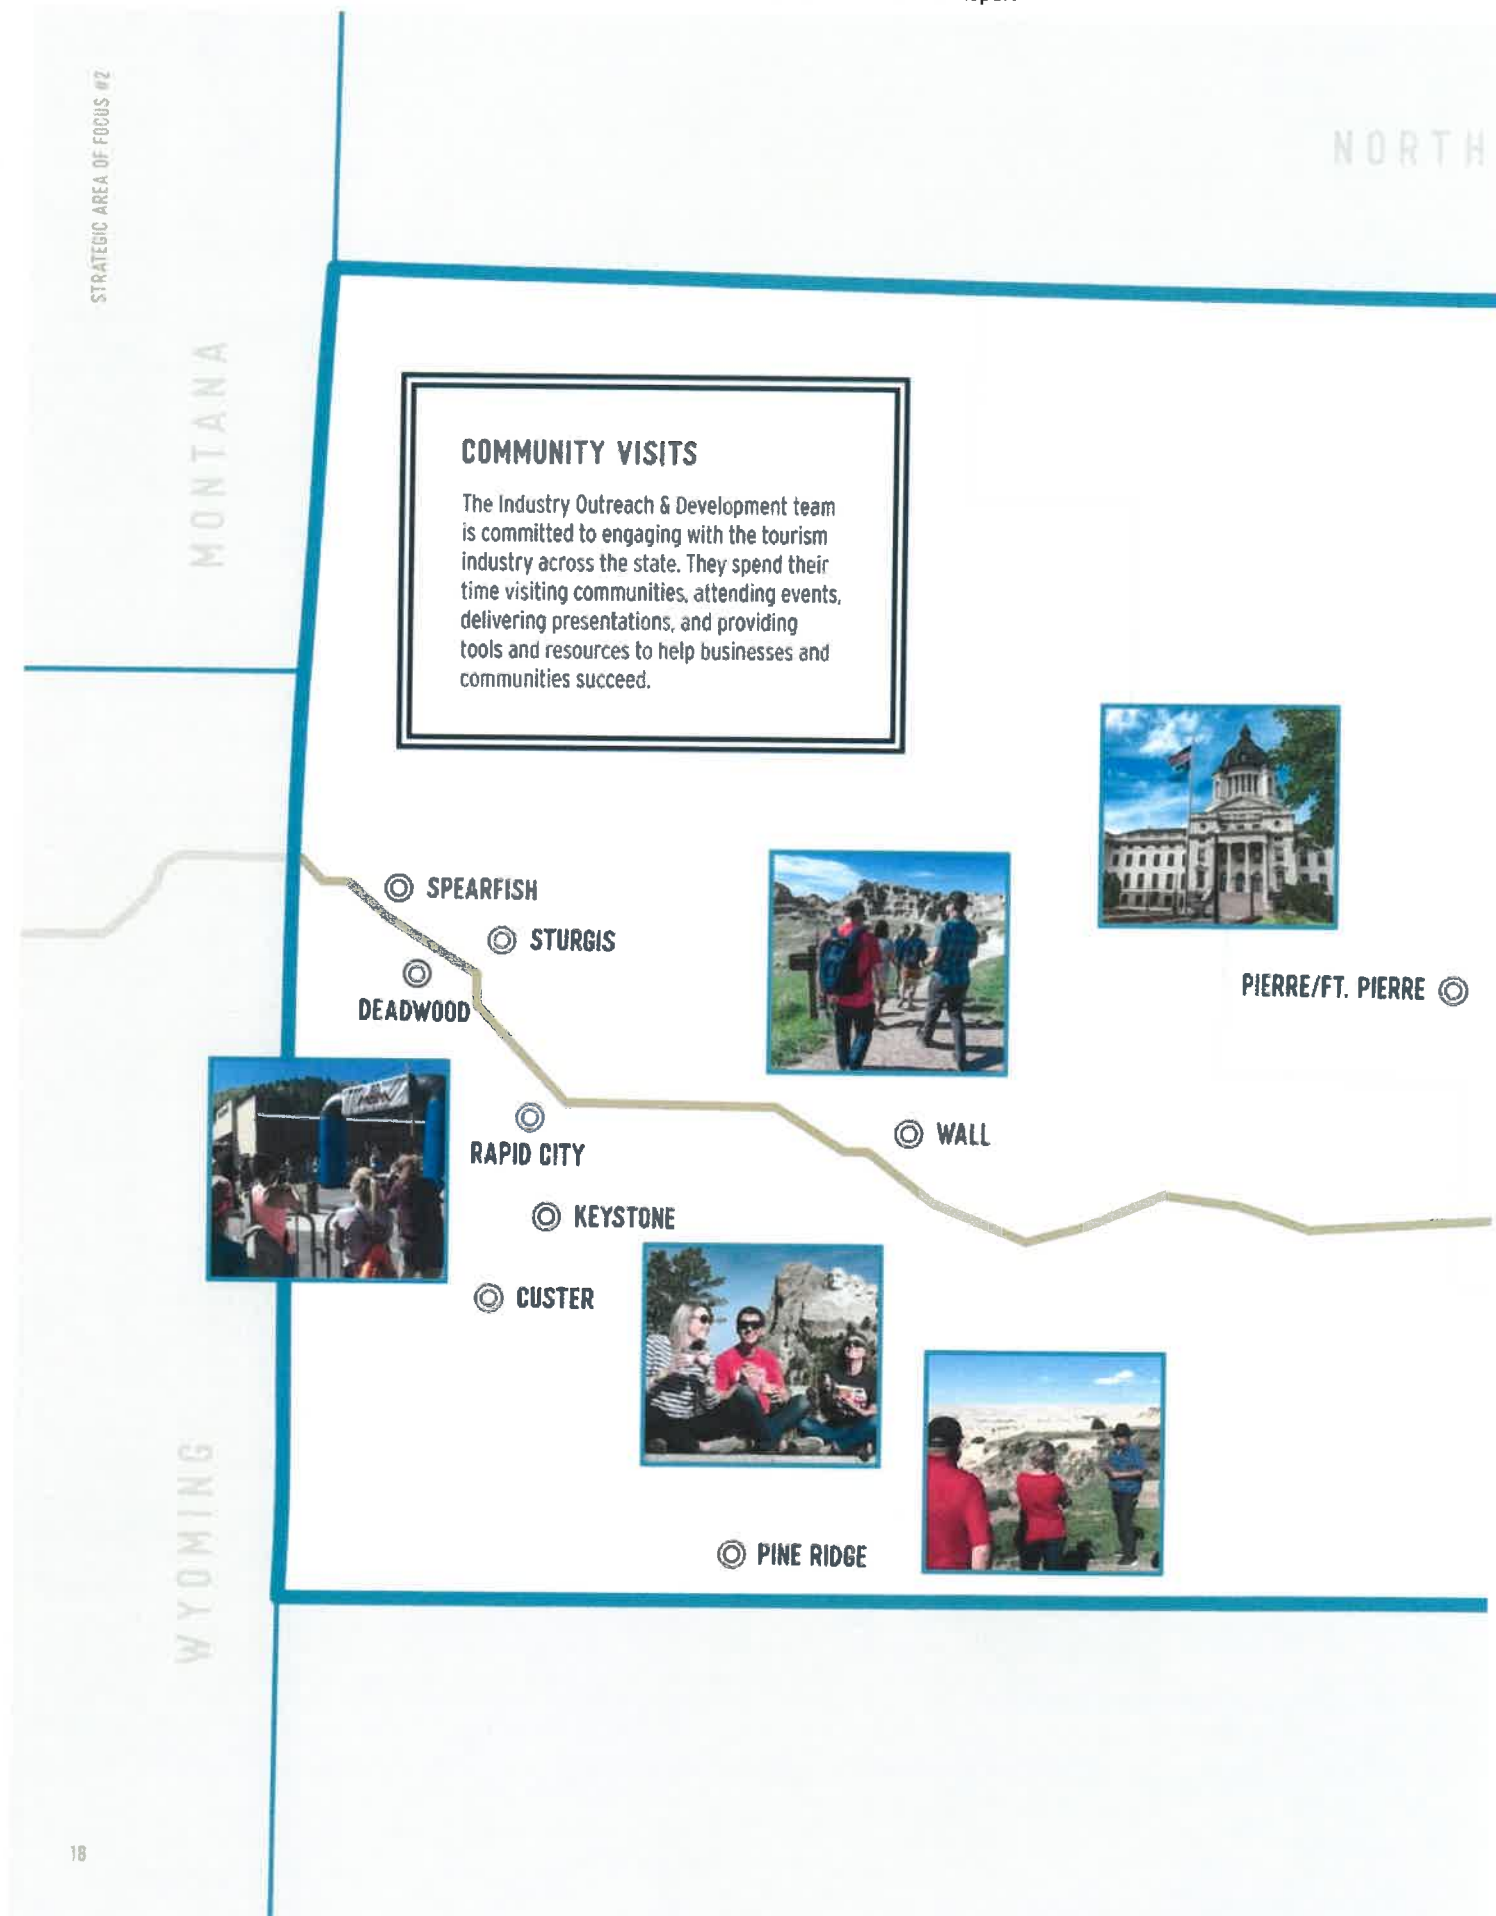 STRATEGIC AREA OF FOCUS #2
NORTH
MONTANA
COMMUNITY VISITS
The Industry Outreach & Development team
is committed to engaging with the tourism
industry across the state. They spend their
time visiting communities, attending events,
delivering presentations, and providing
tools and resources to help businesses and
communities succeed.
SPEARFISH
STURGIS
DEADWOOD
PIERRE/FT. PIERRE
RAPID CITY
WALL
KEYSTONE
CUSTER
PINE RIDGE
WYOMING
18